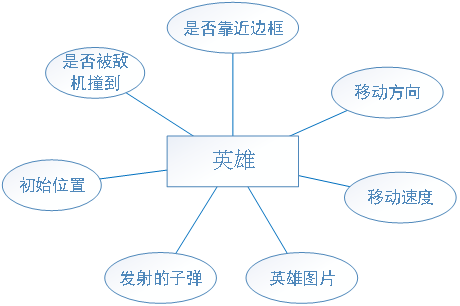 是否靠近边框
是否被敌
机撞到
移动方向
英雄
初始位置
移动速度
发射的子弹
英雄图片